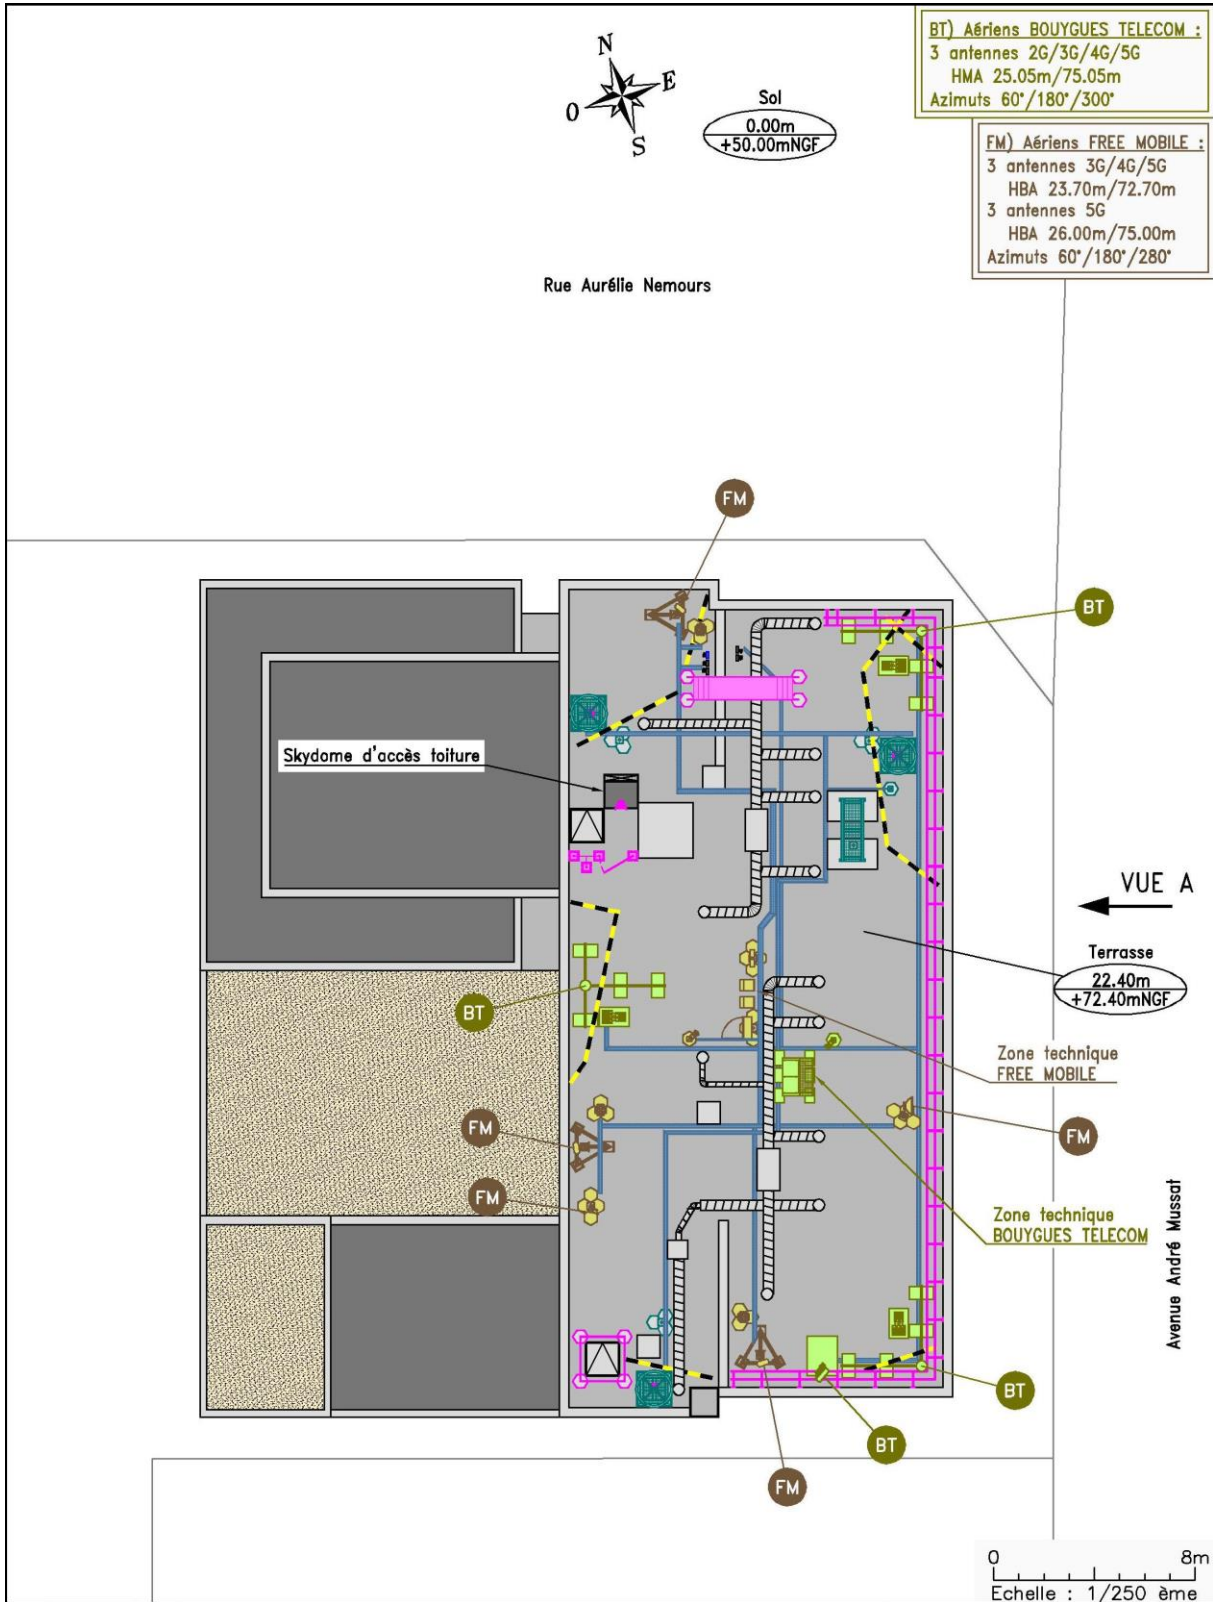 BT) Aériens BOUYGUES TELECOM :
3 antennes 2G/3G/4G/5G
HMA 25.05m/75.05m
Azimuts 60°/180°/300°
N
E
O
S
Sol
0.00m
+50.00mNGF
FM) Aériens FREE MOBILE :
3 antennes 3G/4G/5G
HBA 23.70m/72.70m
3 antennes 5G
HBA 26.00m/75.00m
Azimuts 60°/180°/280°
Rue Aurélie Nemours
FM
BT
Skydome d'accès toiture
VUE A
Terrasse
22.40m
+72.40mNGF
BT
Zone technique
FREE MOBILE
FM
FM
FM
Zone technique
BOUYGUES TELECOM
Avenue André Mussat
BT
BT
FM
0 8m
Echelle : 1/250 ème